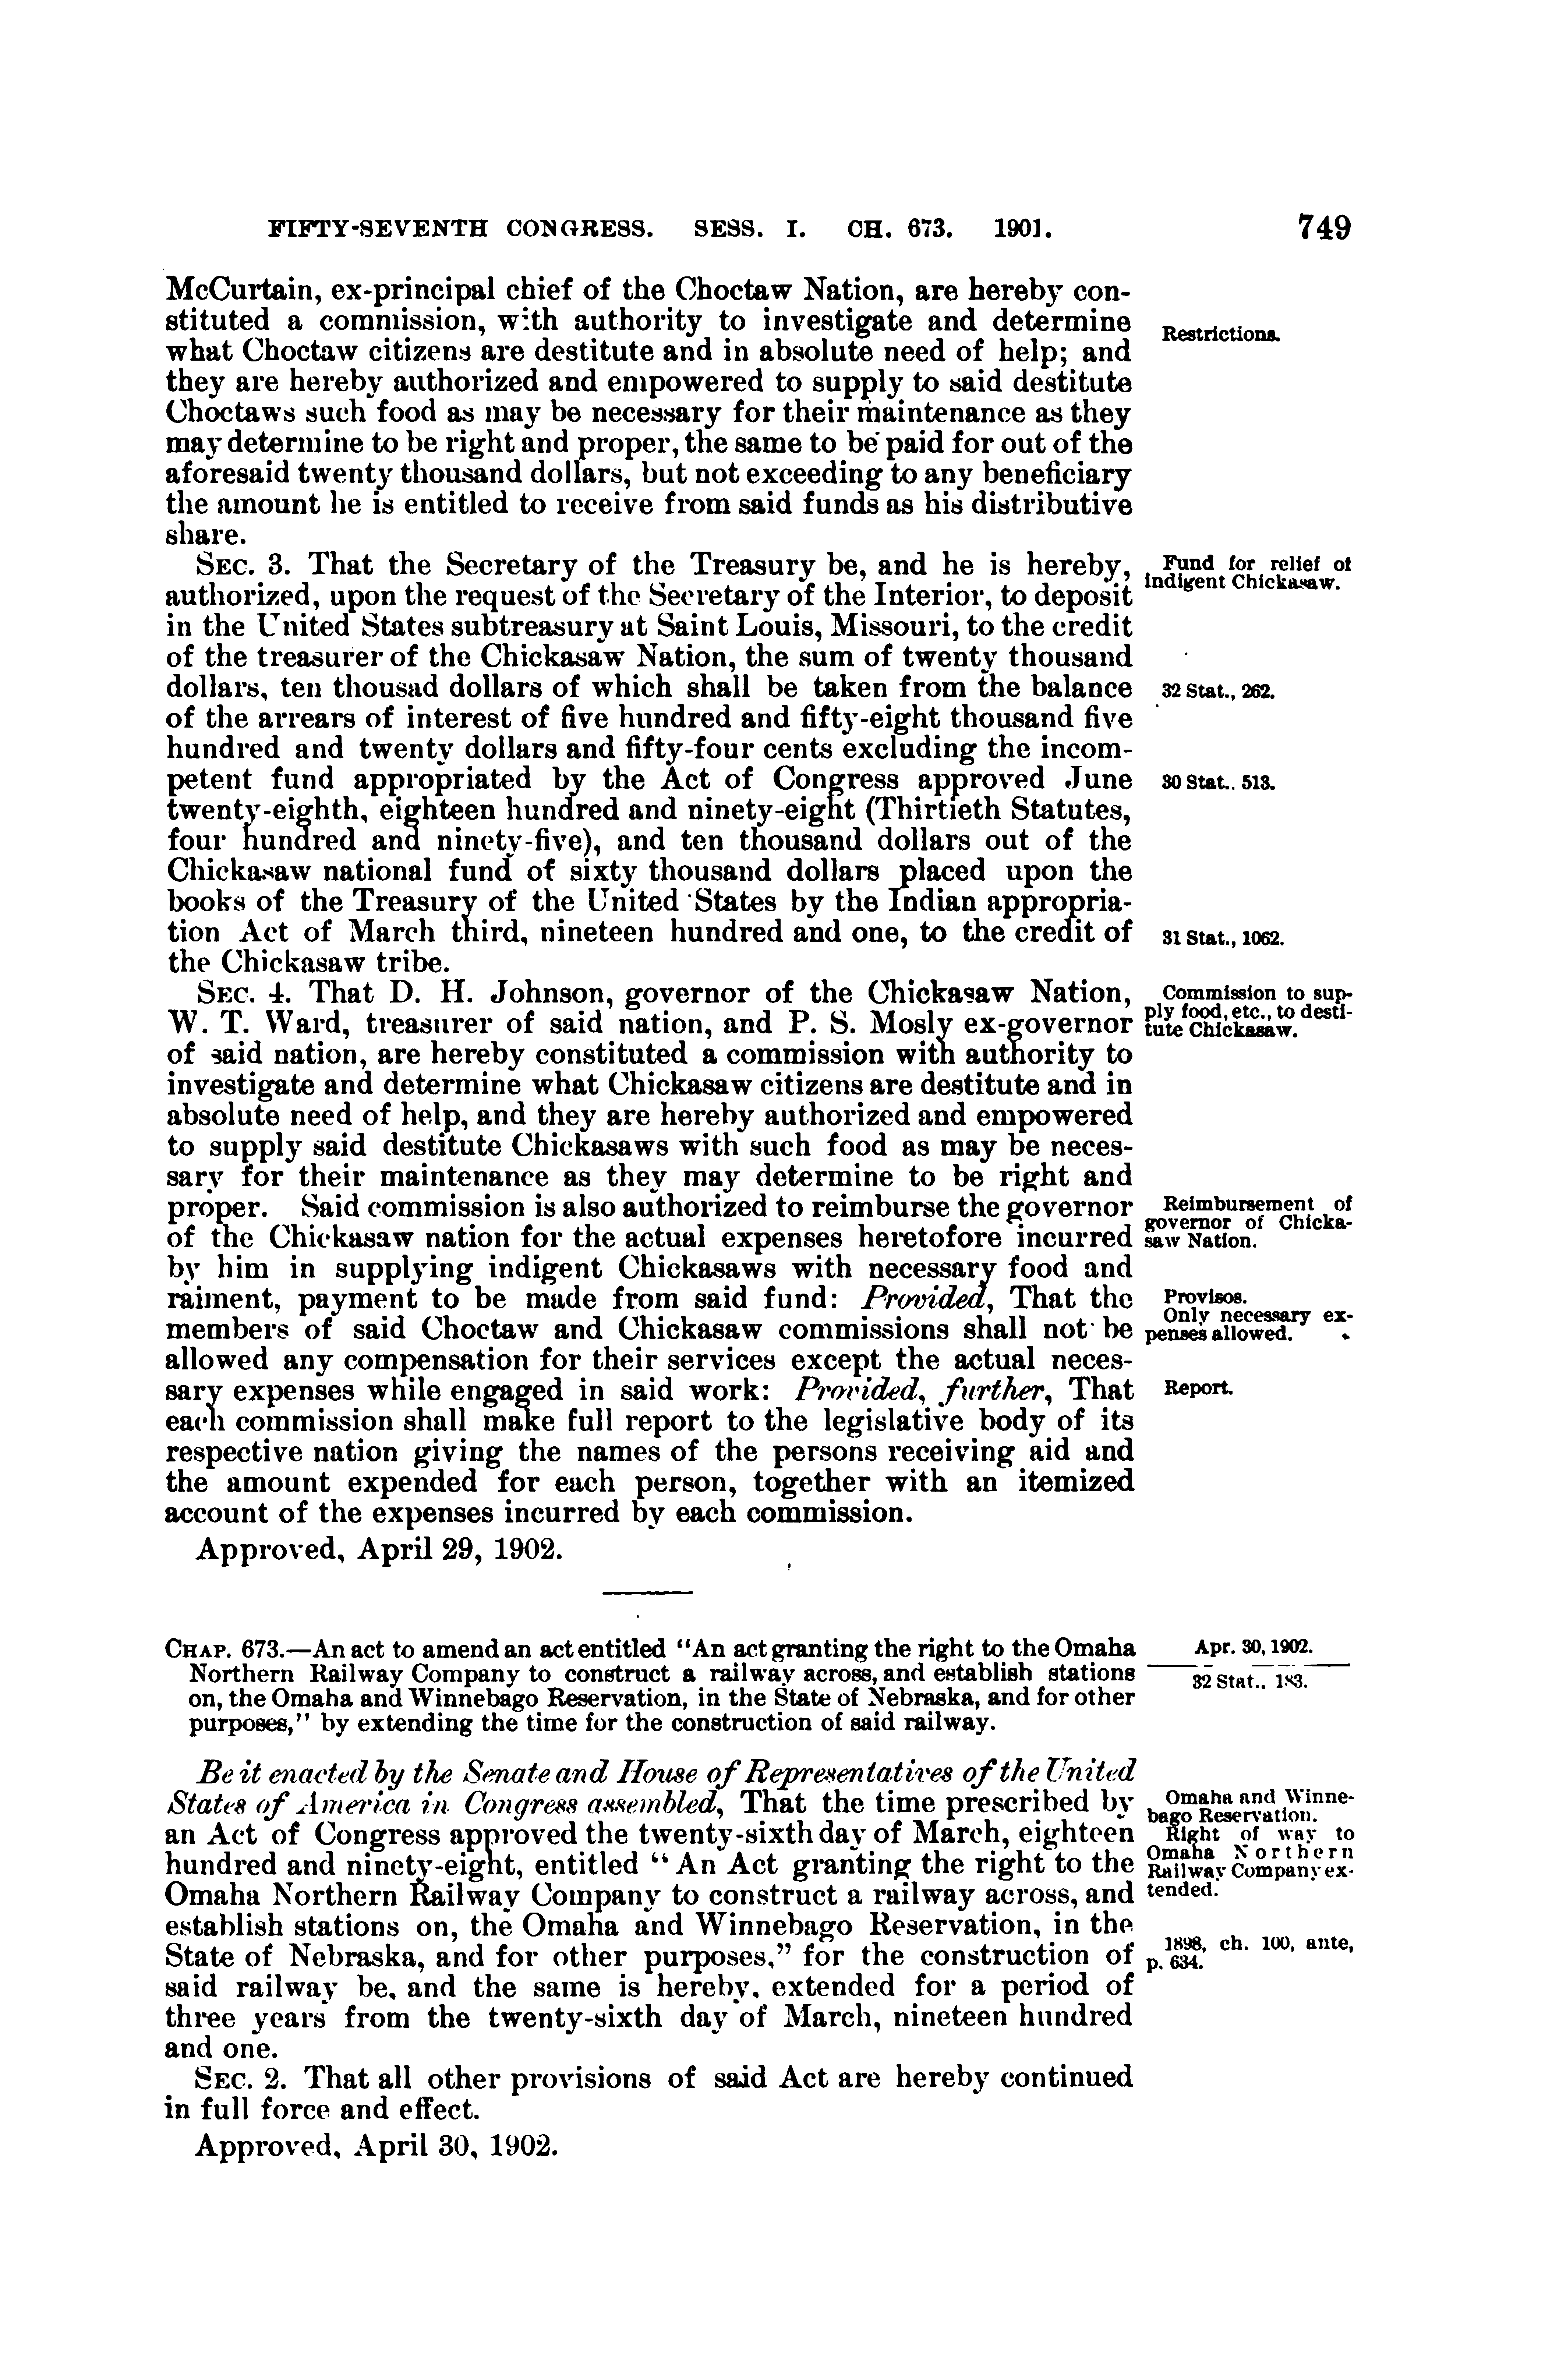 FIFTY-SEVENTH CONGRESS. SESS. I. CH. 673. 1901. 749
McCurtain, ex-principal chief of the Choctaw Nation, are hereby con-
stituted a commission, with authority to investigate and determine
what Choctaw citizens are destitute and in absolute need of help; and
they are hereby authorized and empowered to supply to said destitute
Choctaws such food as may be necessary for their maintenance as they
may determine to be right and proper, the same to be paid for out of the
aforesaid twenty thousand dollars, but not exceeding to any beneficiary
the amount he is entitled to receive from said funds as his distributive
share.
Restrictions.
SEC. 3. That the Secretary of the Treasury be, and he is hereby,
authorized, upon the request of the Secretary of the Interior, to deposit
in the United States subtreasury at Saint Louis, Missouri, to the credit
of the treasurer of the Chickasaw Nation, the sum of twenty thousand
dollars, ten thousad dollars of which shall be taken from the balance
of the arrears of interest of five hundred and fifty-eight thousand five
hundred and twenty dollars and fifty-four cents excluding the incom-
petent fund appropriated by the Act of Congress approved June
twenty-eighth, eighteen hundred and ninety-eight (Thirtieth Statutes,
four hundred and ninety-five), and ten thousand dollars out of the
Chickasaw national fund of sixty thousand dollars placed upon the
books of the Treasury of the United States by the Indian appropria-
tion Act of March third, nineteen hundred and one, to the credit of
the Chickasaw tribe.
Fund for relief of
indigent Chickasaw.
32 Stat., 262.
30 Stat., 513.
31 Stat., 1062.
SEC. 4. That D. H. Johnson, governor of the Chickasaw Nation,
W. T. Ward, treasurer of said nation, and P. S. Mosly ex-governor
of said nation, are hereby constituted a commission with authority to
investigate and determine what Chickasaw citizens are destitute and in
absolute need of help, and they are hereby authorized and empowered
to supply said destitute Chickasaws with such food as may be neces-
sary for their maintenance as they may determine to be right and
proper. Said commission is also authorized to reimburse the governor
of the Chickasaw nation for the actual expenses heretofore incurred
by him in supplying indigent Chickasaws with necessary food and
raiment, payment to be made from said fund: Provided, That the
members of said Choctaw and Chickasaw commissions shall not be
allowed any compensation for their services except the actual neces-
sary expenses while engaged in said work: Provided, further, That
each commission shall make full report to the legislative body of its
respective nation giving the names of the persons receiving aid and
the amount expended for each person, together with an itemized
account of the expenses incurred by each commission.
Commission to sup-
ply food, etc., to desti-
tute Chickasaw.
Reimbursement of
governor of Chicka-
saw Nation.
Provisos.
Only necessary ex-
penses allowed.
Report.
Approved, April 29, 1902.
CHAP. 673.—An act to amend an act entitled "An act granting the right to the Omaha
Northern Railway Company to construct a railway across, and establish stations
on, the Omaha and Winnebago Reservation, in the State of Nebraska, and for other
purposes," by extending the time for the construction of said railway.
Apr. 30, 1902.
32 Stat., 183.
Be it enacted by the Senate and House of Representatives of the United
States of America in Congress assembled, That the time prescribed by
an Act of Congress approved the twenty-sixth day of March, eighteen
hundred and ninety-eight, entitled "An Act granting the right to the
Omaha Northern Railway Company to construct a railway across, and
establish stations on, the Omaha and Winnebago Reservation, in the
State of Nebraska, and for other purposes," for the construction of
said railway be, and the same is hereby, extended for a period of
three years from the twenty-sixth day of March, nineteen hundred
and one.
Omaha and Winne-
bago Reservation.
Right of way to
Omaha Northern
Railway Company ex-
tended.
1898, ch. 100, ante,
p. 634.
SEC. 2. That all other provisions of said Act are hereby continued
in full force and effect.
Approved, April 30, 1902.